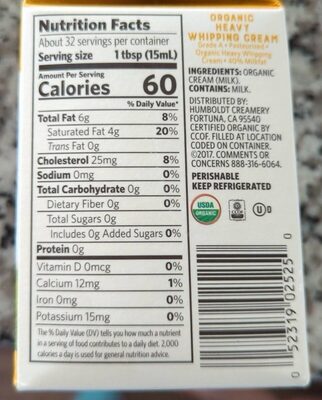 Nutrition Facts
About 32 servings per container
Serving size 1 tbsp (15mL)
Amount Per Serving
Calories 60
% Daily Value*
Total Fat 6g 8%
Saturated Fat 4g 20%
Trans Fat 0g
Cholesterol 25mg 8%
Sodium 0mg 0%
Total Carbohydrate 0g 0%
Dietary Fiber 0g 0%
Total Sugars 0g
Includes 0g Added Sugars 0%
Protein 0g
Vitamin D 0mcg 0%
Calcium 12mg 1%
Iron 0mg 0%
Potassium 15mg 0%
The % Daily Value (DV) tells you how much a nutrient
in a serving of food contributes to a daily diet. 2,000
calories a day is used for general nutrition advice.
ORGANIC
HEAVY
WHIPPING CREAM
Grade A • Pasteurized •
Organic Heavy Whipping
Cream • 40% Milkfat
INGREDIENTS: ORGANIC
CREAM (MILK).
CONTAINS: MILK.
DISTRIBUTED BY:
HUMBOLDT CREAMERY
FORTUNA, CA 95540
CERTIFIED ORGANIC BY
CCOF. FILLED AT LOCATION
CODED ON CONTAINER.
©2017. COMMENTS OR
CONCERNS 888-316-6064.
PERISHABLE
KEEP REFRIGERATED
USDA
ORGANIC
CCOF
U D
0 52319 02525 0